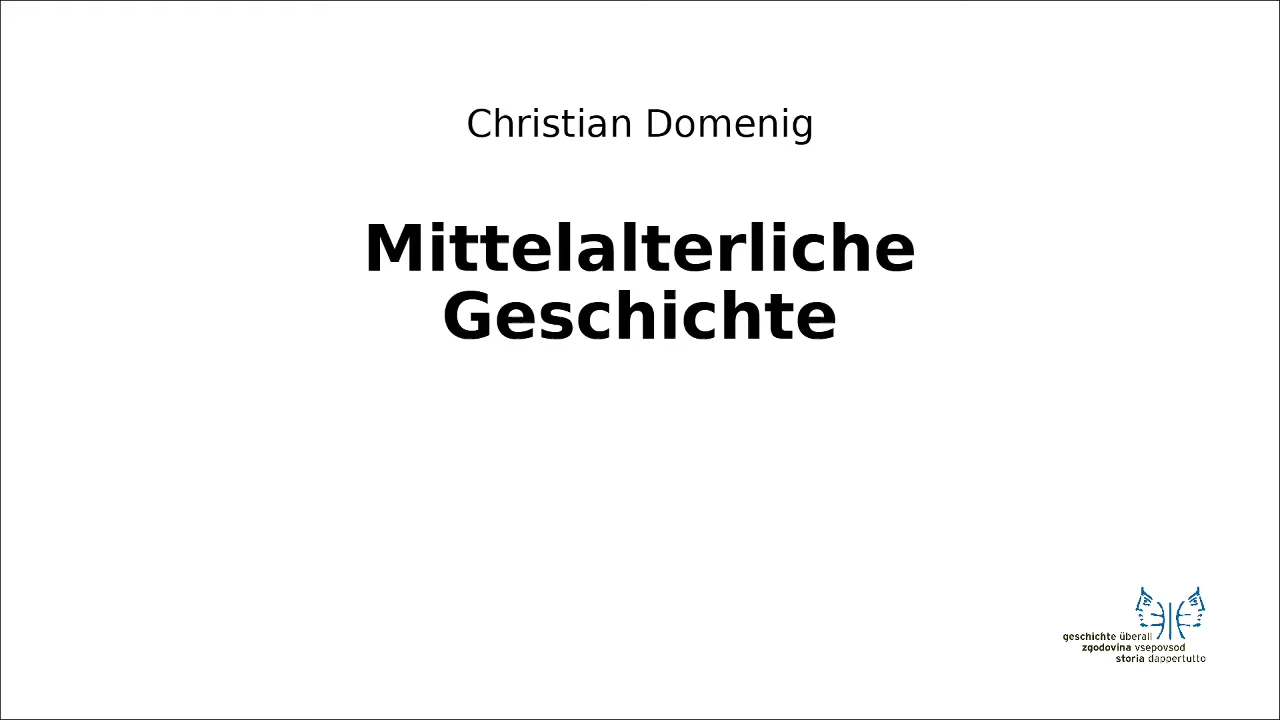 Christian Domenig
Mittelalterliche
Geschichte
geschichte überall
zgodovina vsepovsod
storia dappertutto